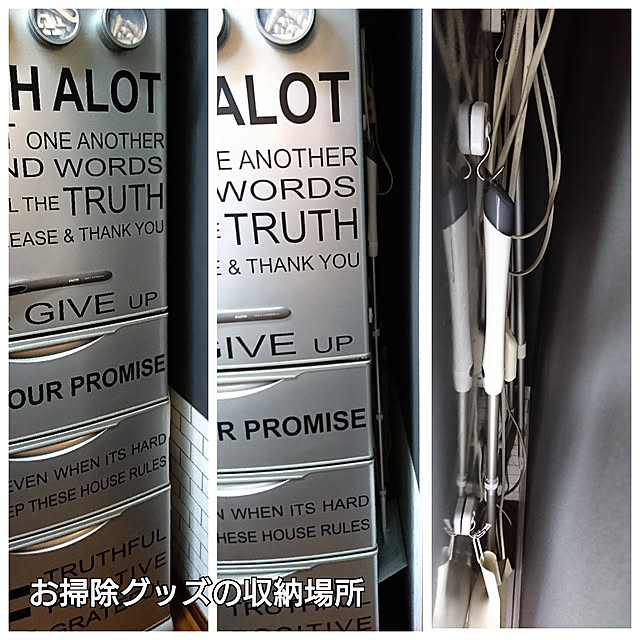 H ALOT
T ONE ANOTHER
ND WORDS
L THE TRUTH
EASE & THANK YOU
R GIVE UP
OUR PROMISE
EVEN WHEN ITS HARD
EP THESE HOUSE RULES
TRUTHFUL
GRATEFUL
ALOT
E ANOTHER
WORDS
E TRUTH
E & THANK YOU
GIVE UP
R PROMISE
N WHEN ITS HARD
HESE HOUSE RULES
POSITIVE
お掃除グッズの収納場所